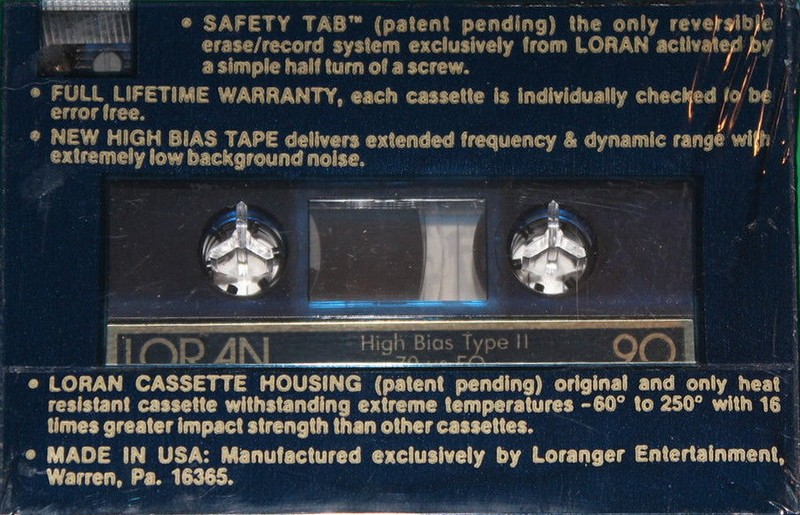 • SAFETY TAB™ (patent pending) the only reversible
erase/record system exclusively from LORAN activated by
a simple half turn of a screw.
• FULL LIFETIME WARRANTY, each cassette is individually checked to be
error free.
• NEW HIGH BIAS TAPE delivers extended frequency & dynamic range with
extremely low background noise.
LORAN High Bias Type II 90
70 µs EQ
• LORAN CASSETTE HOUSING (patent pending) original and only heat
resistant cassette withstanding extreme temperatures -60° to 250° with 16
times greater impact strength than other cassettes.
• MADE IN USA: Manufactured exclusively by Loranger Entertainment,
Warren, Pa. 16365.